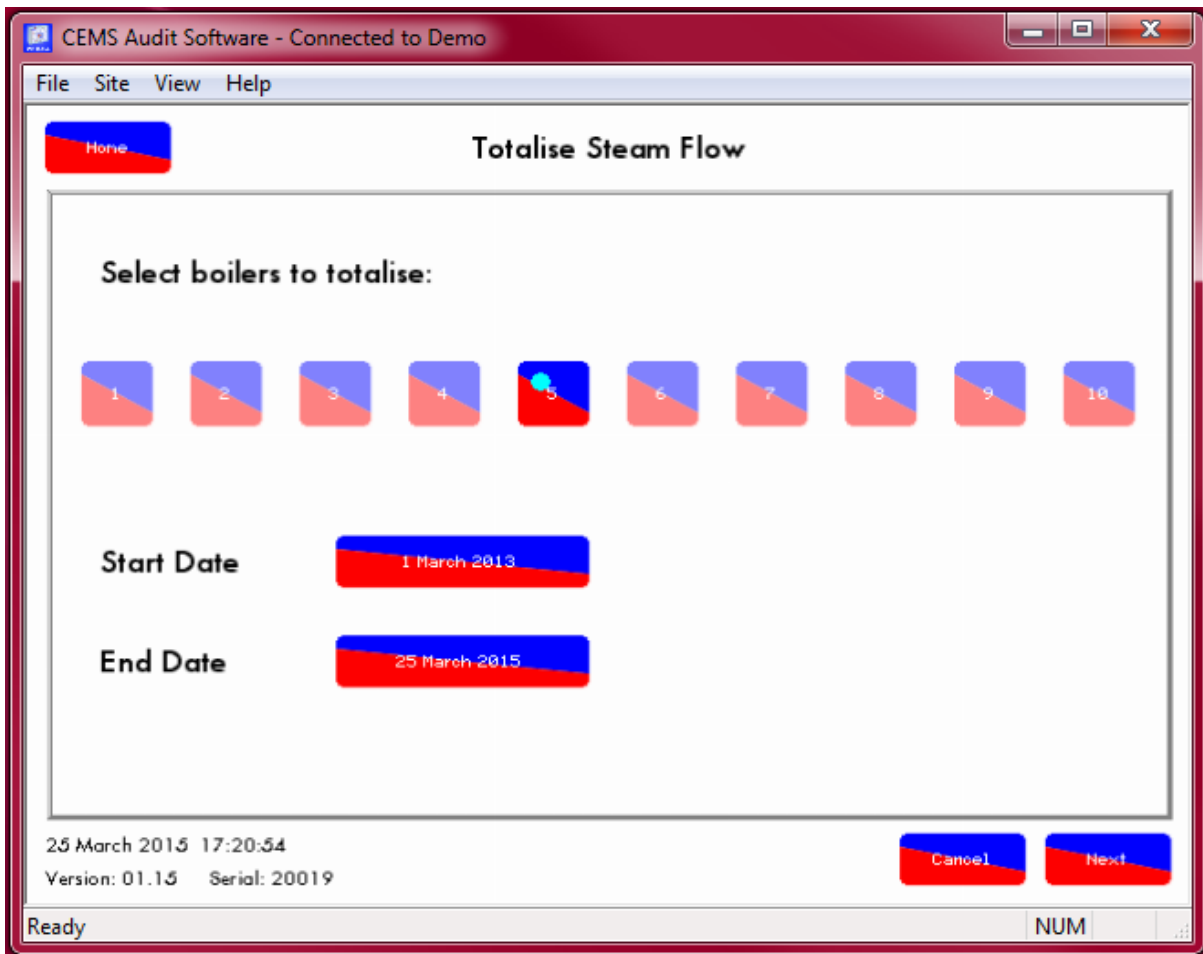 CEMS Audit Software - Connected to Demo
File Site View Help
Home
Totalise Steam Flow
Select boilers to totalise:
1 2 3 4 5 6 7 8 9 10
Start Date 1 March 2013
End Date 25 March 2015
25 March 2015 17:20:54
Cancel Next
Version: 01.15 Serial: 20019
Ready NUM